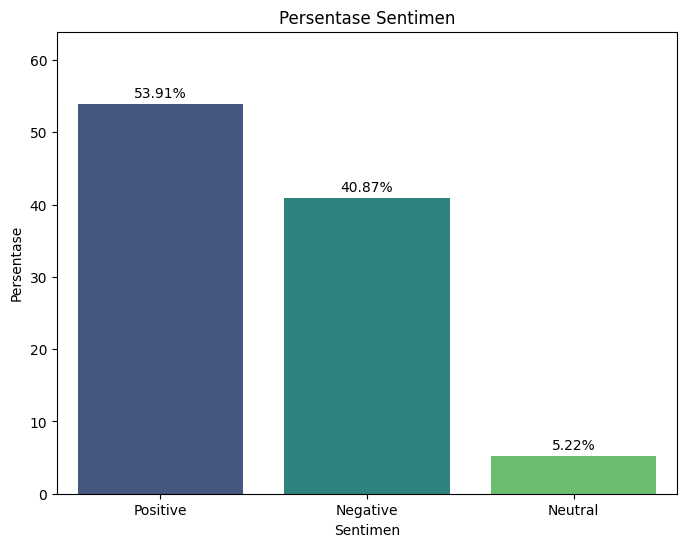 Persentase Sentimen
Persentase
60
50
40
30
20
10
0
53.91%
40.87%
5.22%
Positive
Negative
Neutral
Sentimen